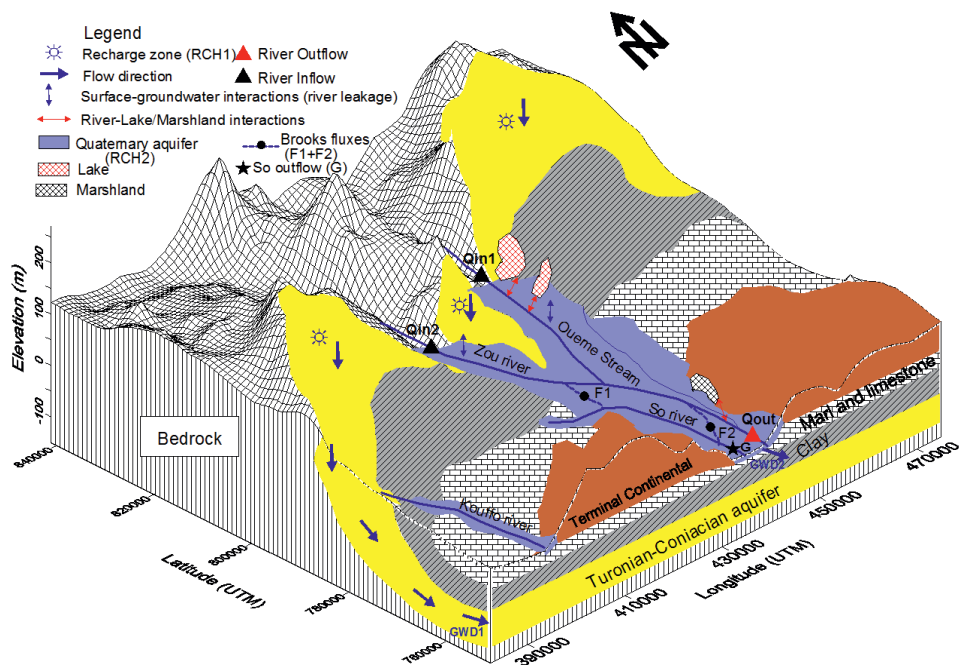 Legend
Recharge zone (RCH1)
River Outflow
Flow direction
River Inflow
Surface-groundwater interactions (river leakage)
River-Lake/Marshland interactions
Quaternary aquifer
(RCH2)
Brooks fluxes
(F1+F2)
Lake
So outflow (G)
Marshland
N
Elevation (m)
200
100
0
-100
Qin1
Qin2
Zou river
Oueme Stream
F1
So river
F2
Qout
G
GWD2
Bedrock
Kouffo river
Terminal Continental
Marl and limestone
Clay
Turonian-Coniacian aquifer
GWD1
840000
820000
800000
780000
760000
Latitude (UTM)
390000
410000
430000
450000
470000
Longitude (UTM)